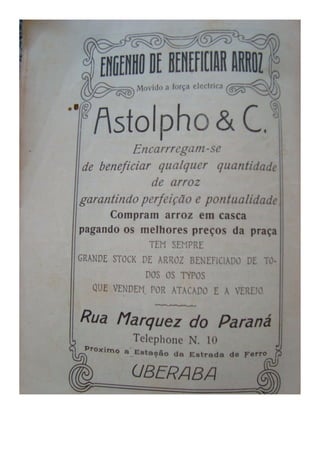 ENGENHO DE BENEFICIAR ARROZ
Movido a força electrica
Astolpho & C.
Encarrregam-se
de beneficiar qualquer quantidade
de arroz
garantindo perfeição e pontualidade
Compram arroz em casca
pagando os melhores preços da praça
TEM SEMPRE
GRANDE STOCK DE ARROZ BENEFICIADO DE TO-
DOS OS TYPOS
QUE VENDEM, POR ATACADO E A VEREJO.
Rua Marquez do Paraná
Telephone N. 10
Proximo a Estação da Estrada de Ferro
UBERABA